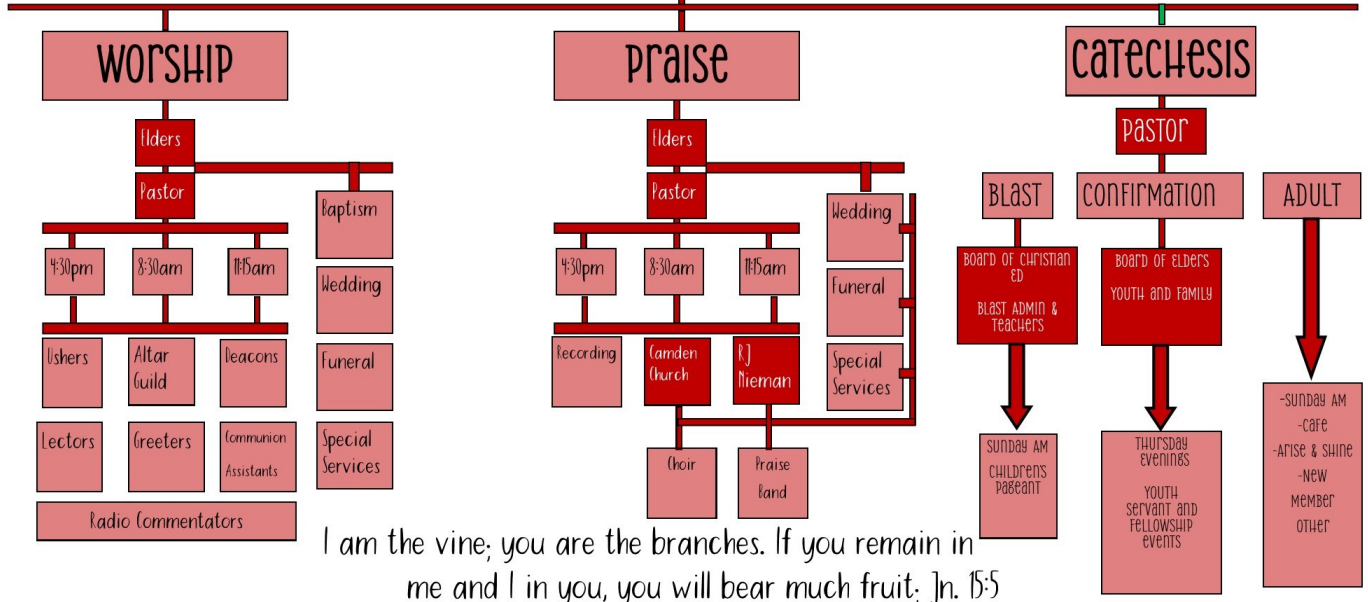 WORSHIP
Elders
Pastor
4:30pm
8:30am
11:15am
Ushers
Altar
Guild
Deacons
Lectors
Greeters
Communion
Assistants
Radio Commentators
Baptism
Wedding
Funeral
Special
Services
Praise
Elders
Pastor
4:30pm
8:30am
11:15am
Recording
Camden
Church
RJ
Nieman
Choir
Praise
Band
Wedding
Funeral
Special
Services
CATECHESIS
PASTOR
BLAST
BOARD OF CHRISTIAN
ED
BLAST ADMIN &
TEACHERS
SUNDAY AM
CHILDREN'S
PAGEANT
CONFIRMATION
BOARD OF ELDERS
YOUTH AND FAMILY
THURSDAY
EVENINGS
YOUTH
SERVANT AND
FELLOWSHIP
EVENTS
ADULT
-SUNDAY AM
-CAFE
-ARISE & SHINE
-NEW
MEMBER
OTHER
I am the vine; you are the branches. If you remain in
me and I in you, you will bear much fruit; Jn. 15:5